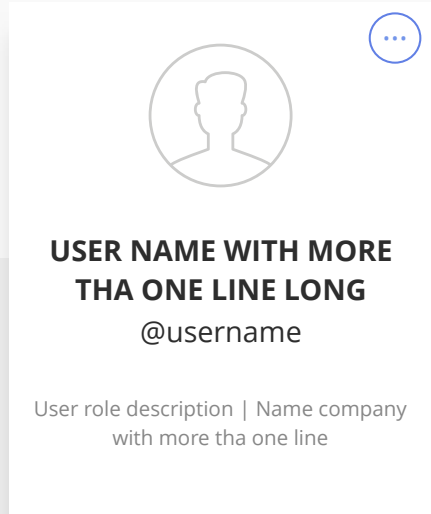 USER NAME WITH MORE
THA ONE LINE LONG
@username
User role description | Name company
with more tha one line